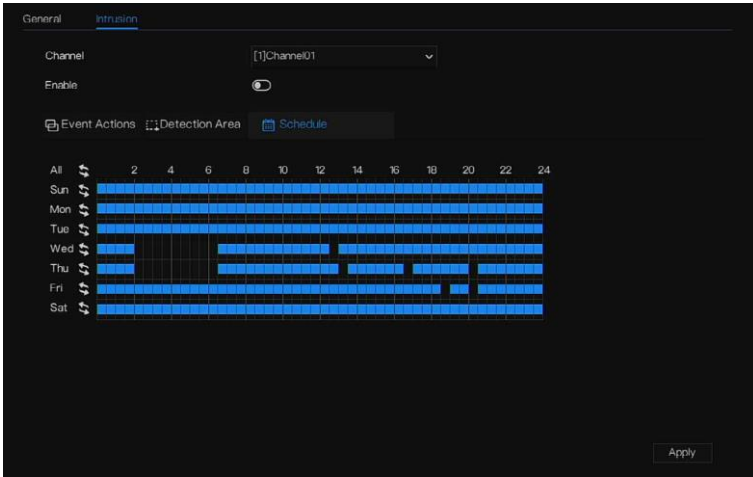 General Intrusion
Channel [1]Channel01
Enable
Event Actions Detection Area Schedule
All 2 4 6 8 10 12 14 16 18 20 22 24
Sun
Mon
Tue
Wed
Thu
Fri
Sat
Apply